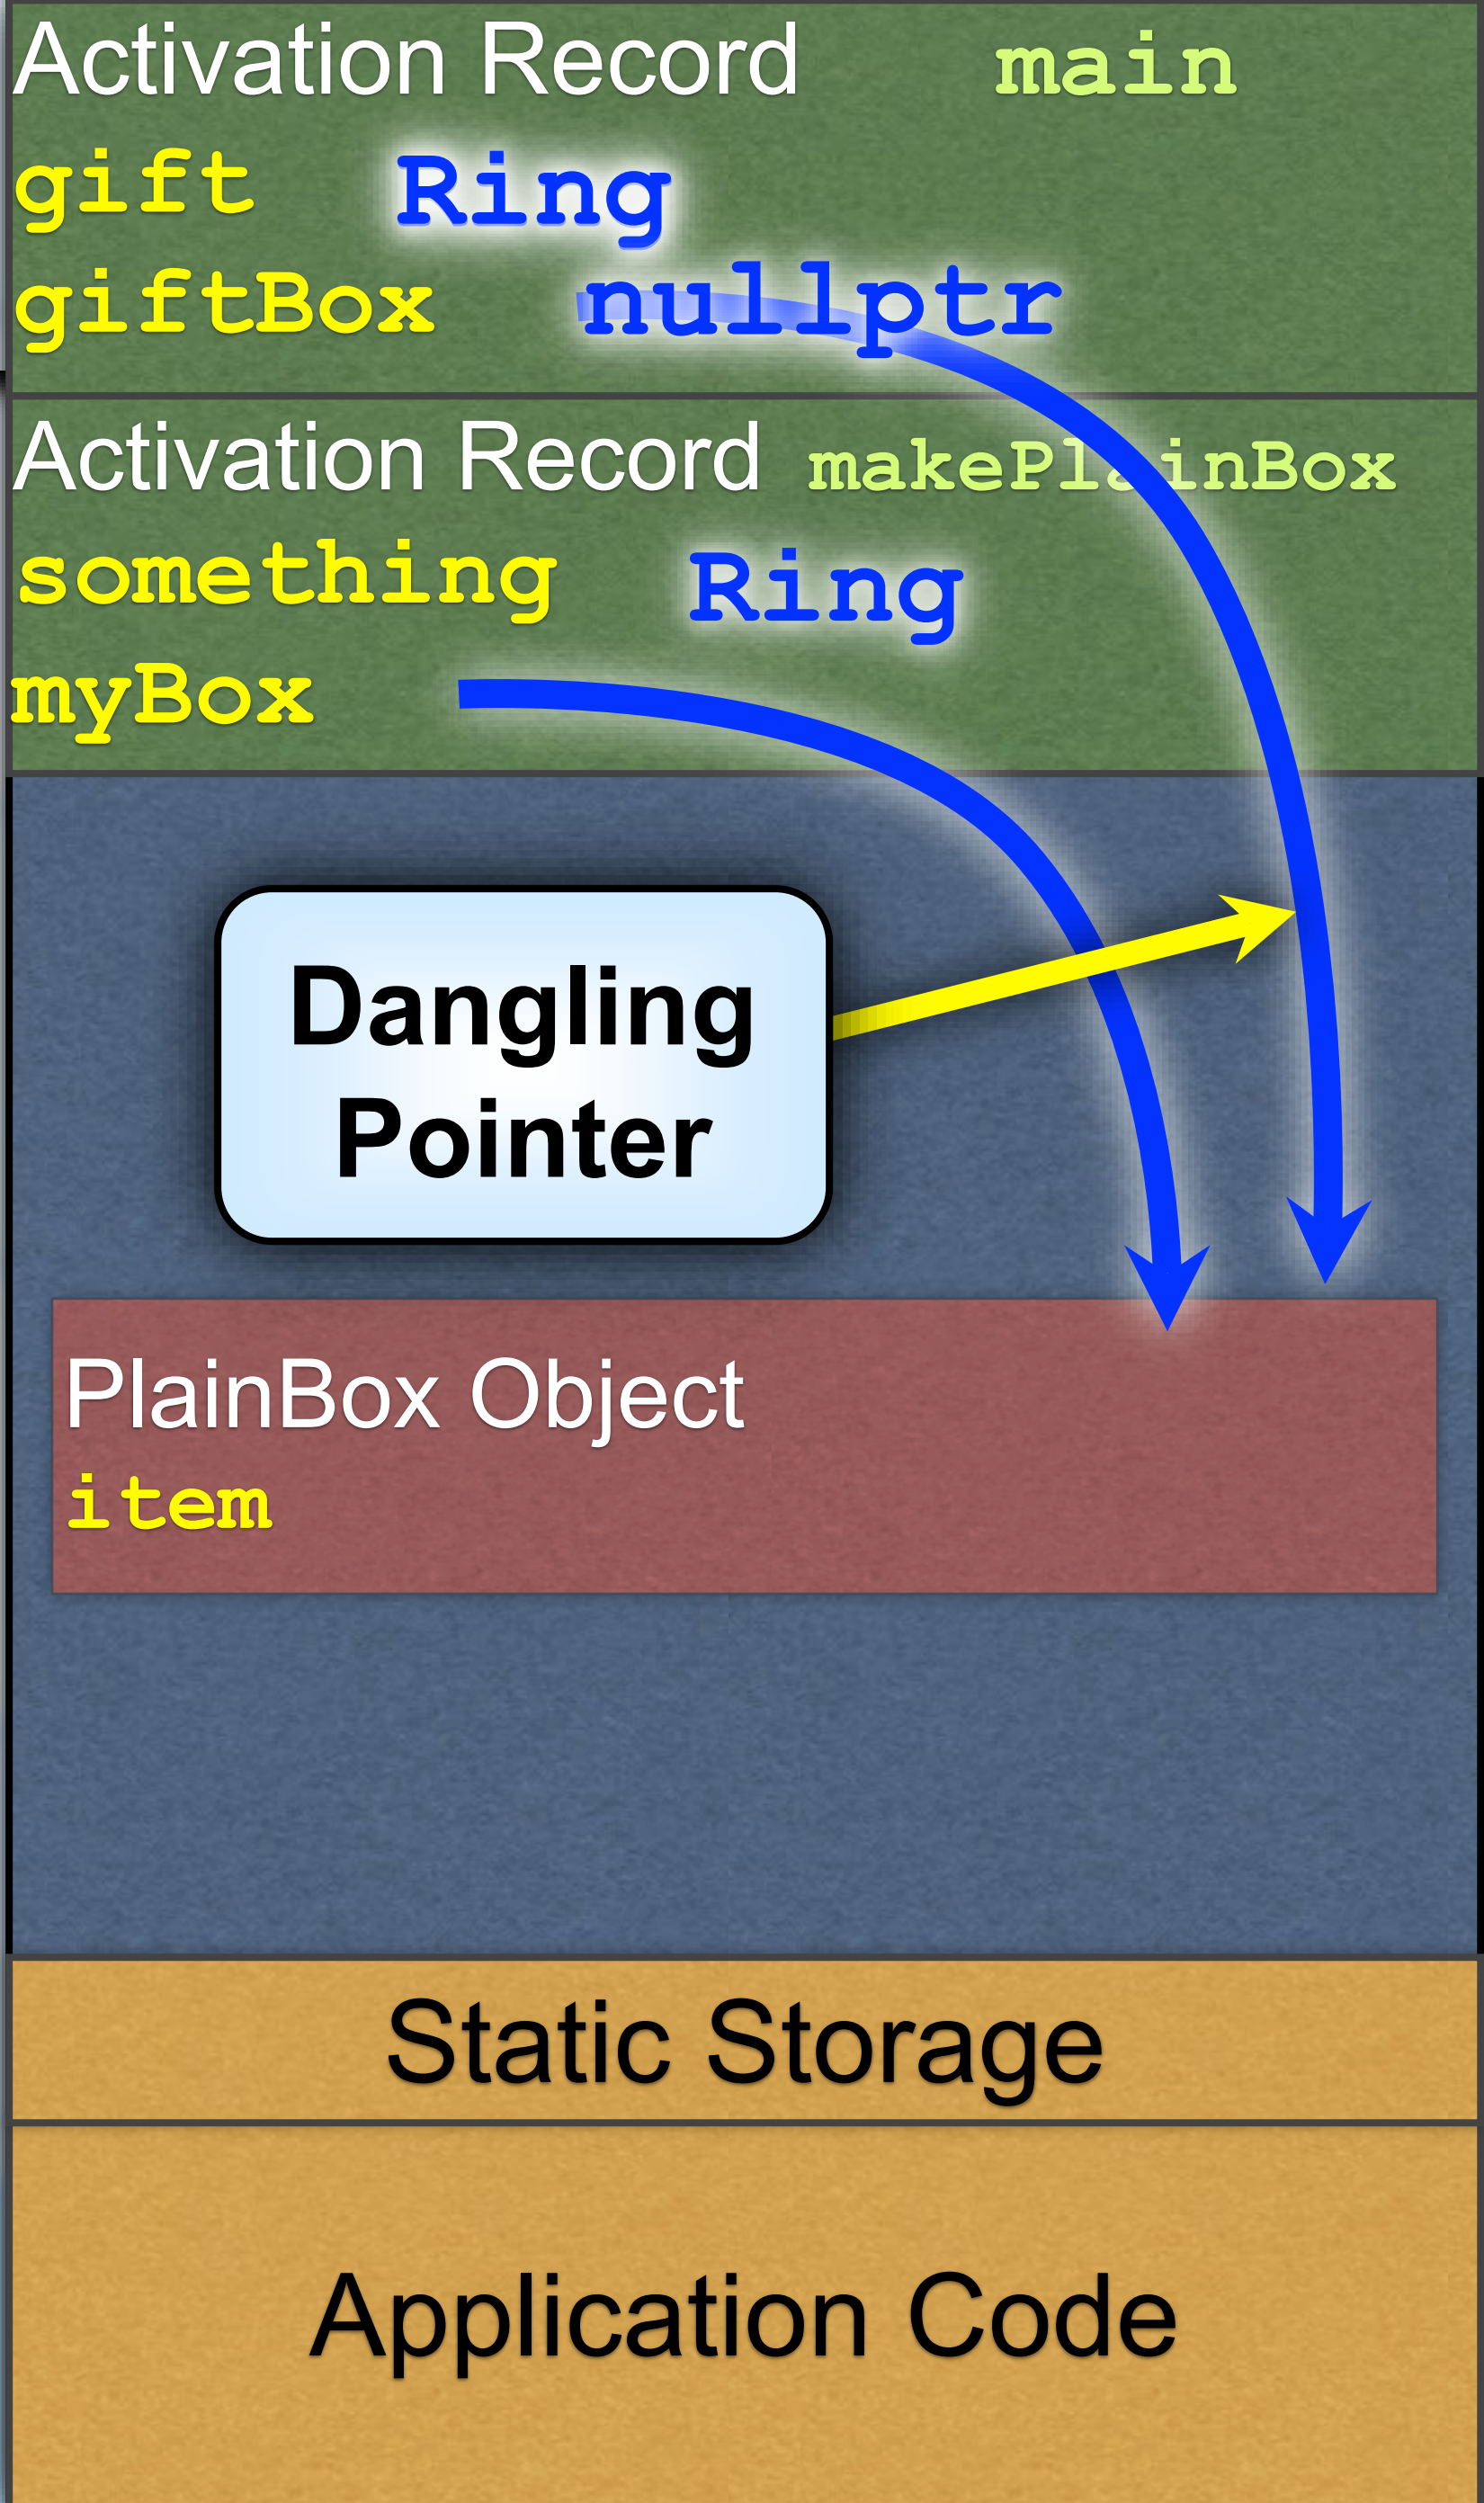 Activation Record main
gift Ring
giftBox nullptr
Activation Record makePlainBox
something Ring
myBox
Dangling
Pointer
PlainBox Object
item
Static Storage
Application Code